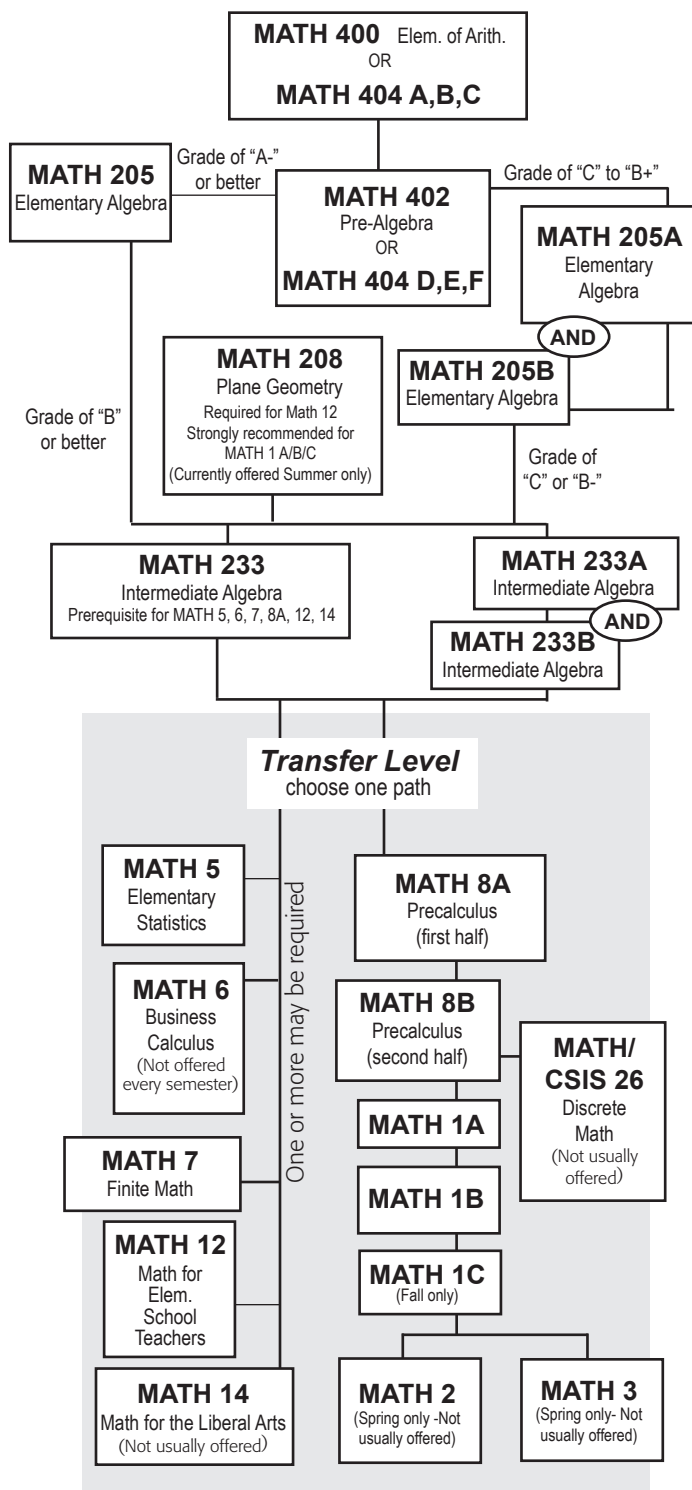 MATH 400 Elem. of Arith.
OR
MATH 404 A,B,C
Grade of “A-”
or better
Grade of “C” to “B+”
MATH 205
Elementary Algebra
MATH 402
Pre-Algebra
OR
MATH 404 D,E,F
MATH 205A
Elementary
Algebra
AND
MATH 208
Plane Geometry
Required for Math 12
Strongly recommended for
MATH 1 A/B/C
(Currently offered Summer only)
MATH 205B
Elementary Algebra
Grade of “B”
or better
Grade of
“C” or “B-”
MATH 233
Intermediate Algebra
Prerequisite for MATH 5, 6, 7, 8A, 12, 14
MATH 233A
Intermediate Algebra
AND
MATH 233B
Intermediate Algebra
Transfer Level
choose one path
MATH 5
Elementary
Statistics
MATH 6
Business
Calculus
(Not offered
every semester)
MATH 7
Finite Math
MATH 12
Math for
Elem.
School
Teachers
MATH 14
Math for the Liberal Arts
(Not usually offered)
One or more may be required
MATH 8A
Precalculus
(first half)
MATH 8B
Precalculus
(second half)
MATH/
CSIS 26
Discrete
Math
(Not usually
offered)
MATH 1A
MATH 1B
MATH 1C
(Fall only)
MATH 2
(Spring only -Not
usually offered)
MATH 3
(Spring only- Not
usually offered)